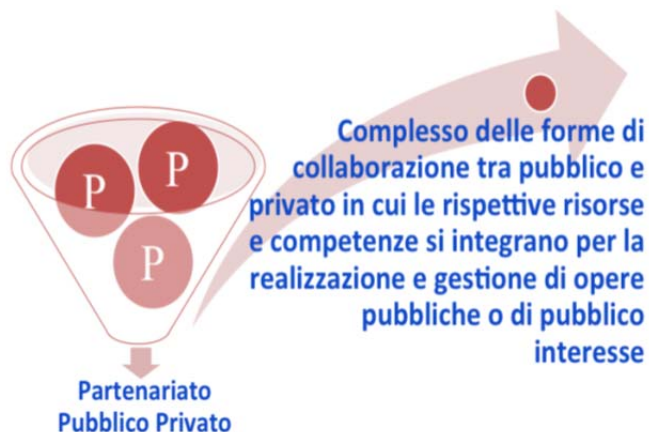 P
P
P
Partenariato
Pubblico Privato
Complesso delle forme di
collaborazione tra pubblico e
privato in cui le rispettive risorse
e competenze si integrano per la
realizzazione e gestione di opere
pubbliche o di pubblico
interesse